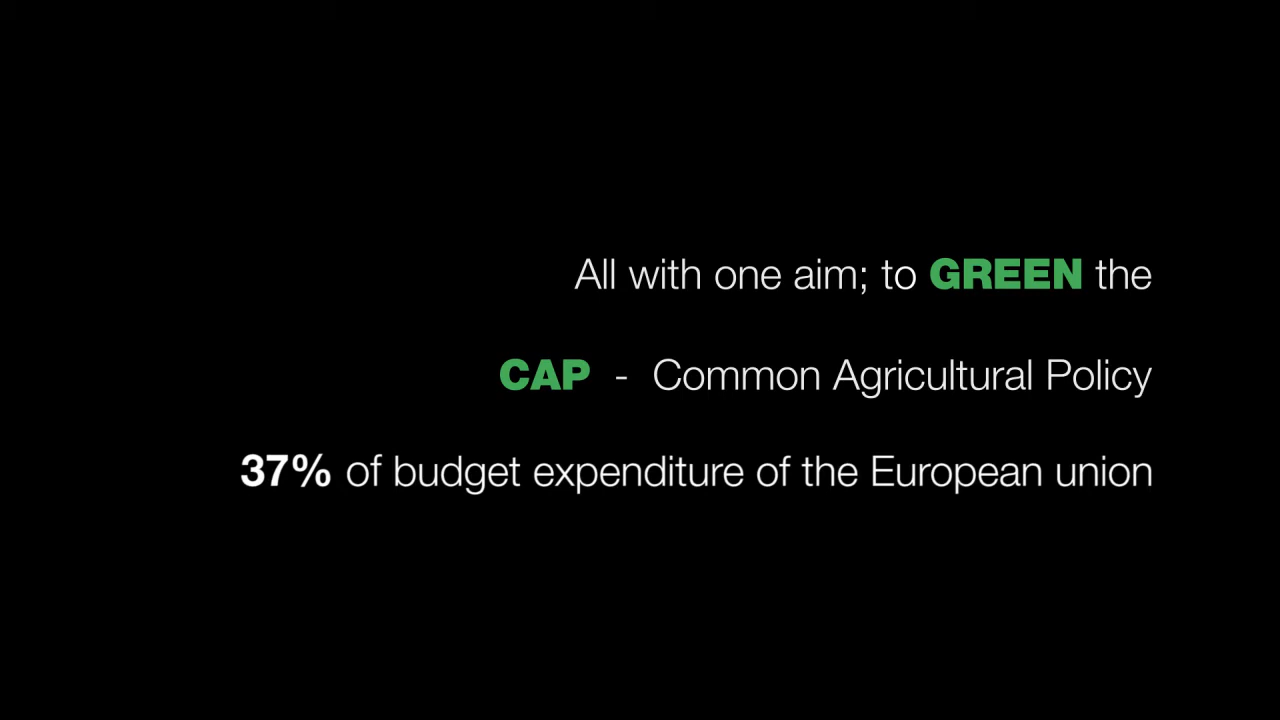 All with one aim; to GREEN the
CAP - Common Agricultural Policy
37% of budget expenditure of the European union